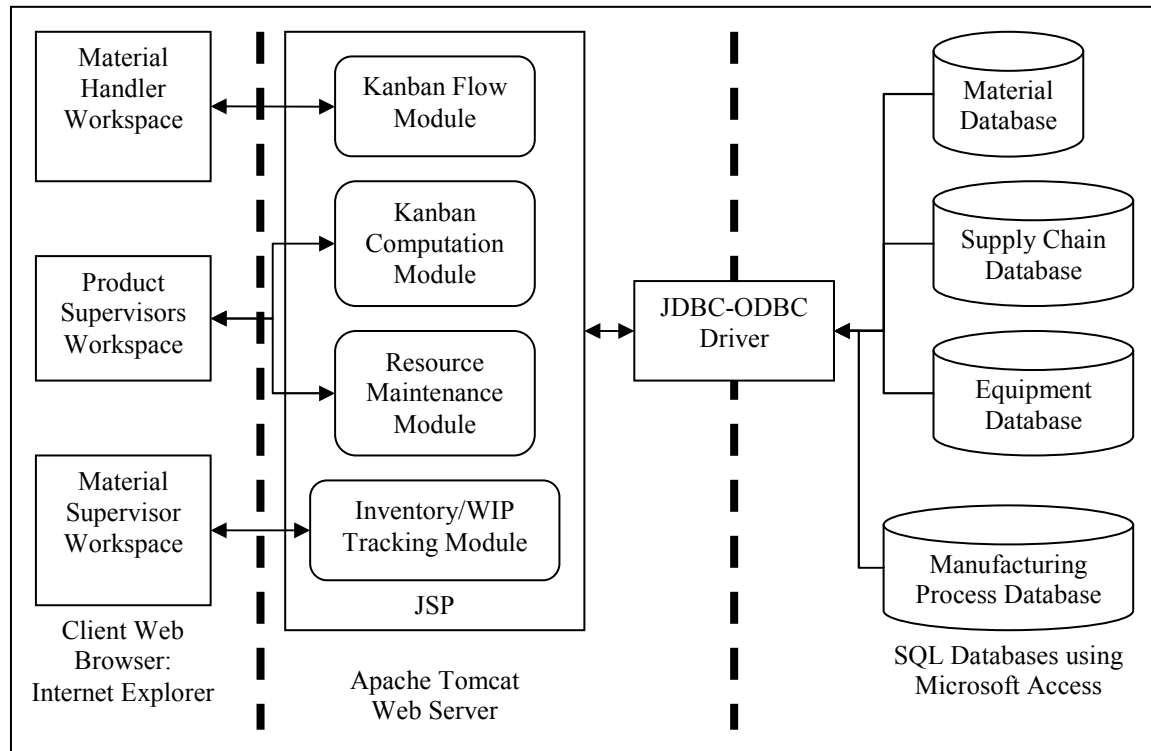 Material
Handler
Workspace
Product
Supervisors
Workspace
Material
Supervisor
Workspace
Client Web
Browser:
Internet Explorer
Kanban Flow
Module
Kanban
Computation
Module
Resource
Maintenance
Module
Inventory/WIP
Tracking Module
JSP
Apache Tomcat
Web Server
JDBC-ODBC
Driver
Material
Database
Supply Chain
Database
Equipment
Database
Manufacturing
Process Database
SQL Databases using
Microsoft Access